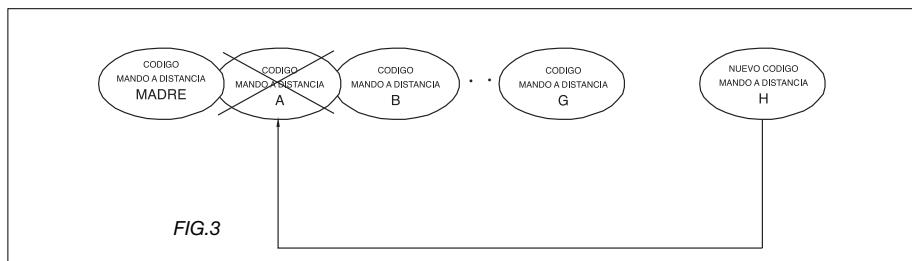 CODIGO
MANDO A DISTANCIA
MADRE
CODIGO
MANDO A DISTANCIA
A
CODIGO
MANDO A DISTANCIA
B
CODIGO
MANDO A DISTANCIA
G
NUEVO CODIGO
MANDO A DISTANCIA
H
FIG.3